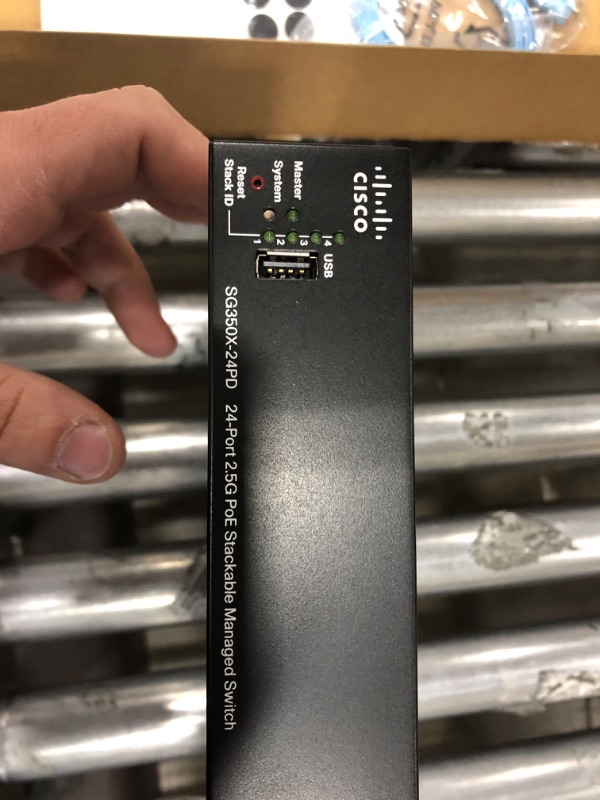 CISCO
Master
System
Reset
Stack ID
1 2 3 4
USB
SG350X-24PD 24-Port 2.5G PoE Stackable Managed Switch